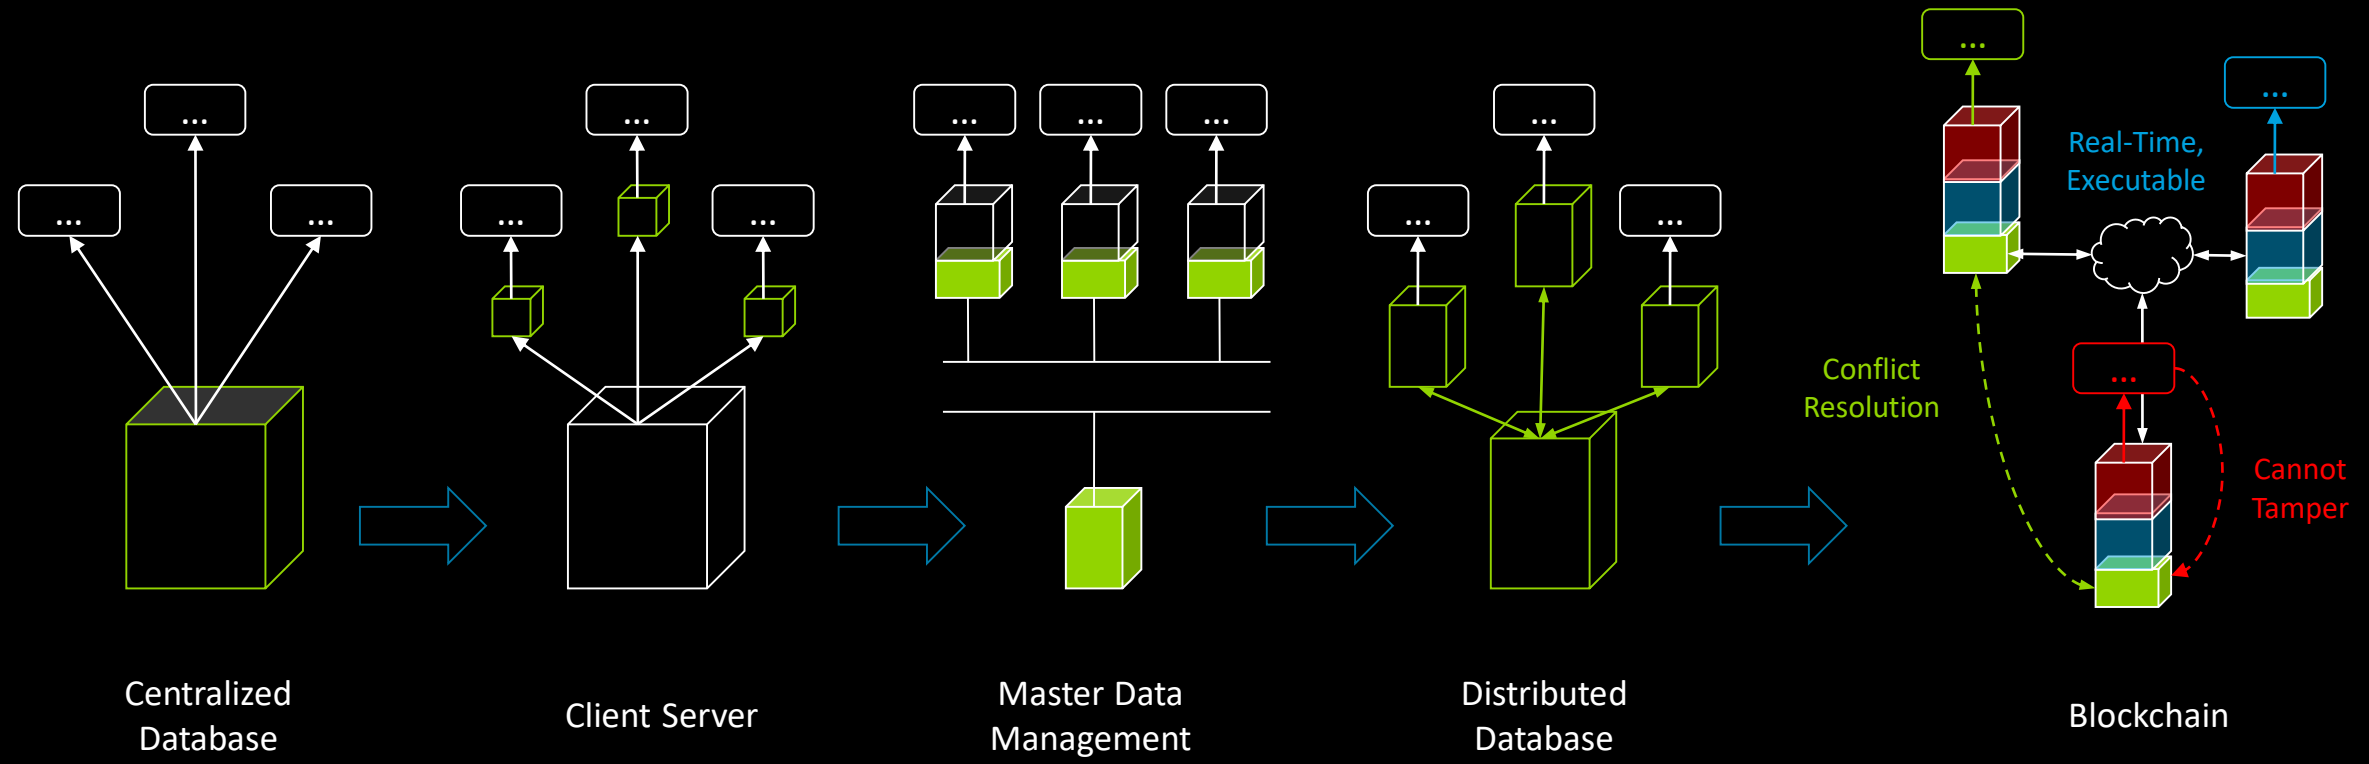 ...
...
...
Centralized
Database
...
...
...
Client Server
...
...
...
Master Data
Management
...
...
...
Distributed
Database
...
...
Real-Time,
Executable
Conflict
Resolution
...
Cannot
Tamper
Blockchain